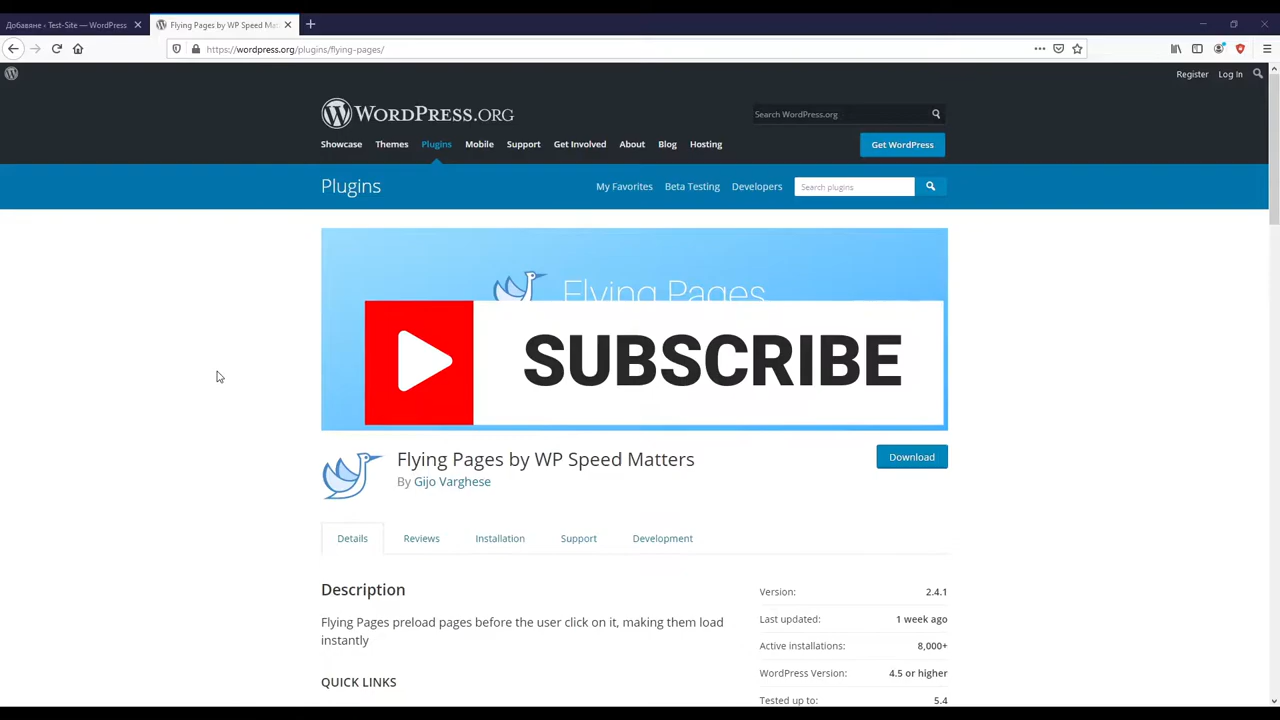 Добавяне ‹ Test-Site — WordPress
Flying Pages by WP Speed Mat
https://wordpress.org/plugins/flying-pages/
Register Log In
WORDPRESS.ORG
Search WordPress.org
Showcase Themes Plugins Mobile Support Get Involved About Blog Hosting
Get WordPress
Plugins
My Favorites Beta Testing Developers
Search plugins
Flying Pages
SUBSCRIBE
Flying Pages by WP Speed Matters
By Gijo Varghese
Download
Details Reviews Installation Support Development
Description
Flying Pages preload pages before the user click on it, making them load
instantly
QUICK LINKS
Version: 2.4.1
Last updated: 1 week ago
Active installations: 8,000+
WordPress Version: 4.5 or higher
Tested up to: 5.4